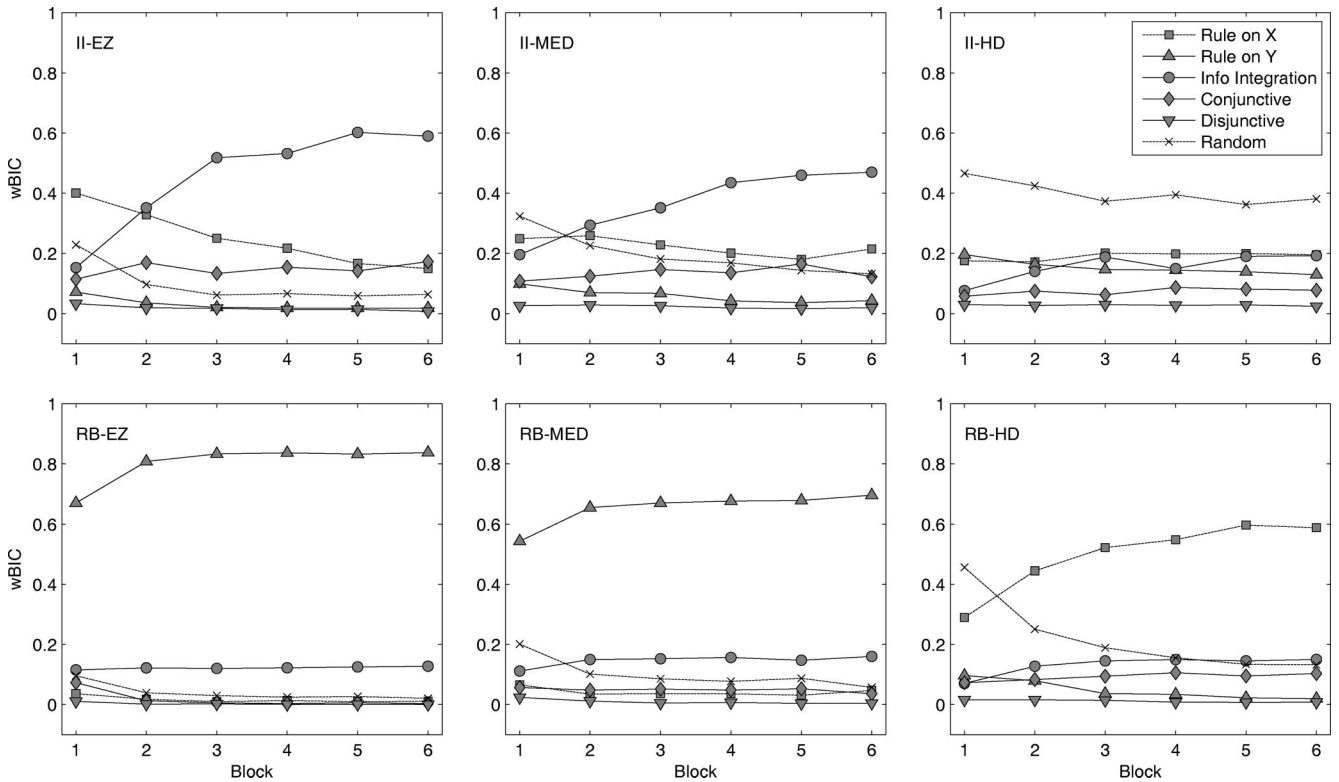 1
0.8
0.6
0.4
0.2
0
wBIC
II-EZ
1 2 3 4 5 6
1
0.8
0.6
0.4
0.2
0
II-MED
1 2 3 4 5 6
1
0.8
0.6
0.4
0.2
0
II-HD
Rule on X
Rule on Y
Info Integration
Conjunctive
Disjunctive
Random
1 2 3 4 5 6
1
0.8
0.6
0.4
0.2
0
wBIC
RB-EZ
1 2 3 4 5 6
Block
1
0.8
0.6
0.4
0.2
0
RB-MED
1 2 3 4 5 6
Block
1
0.8
0.6
0.4
0.2
0
RB-HD
1 2 3 4 5 6
Block